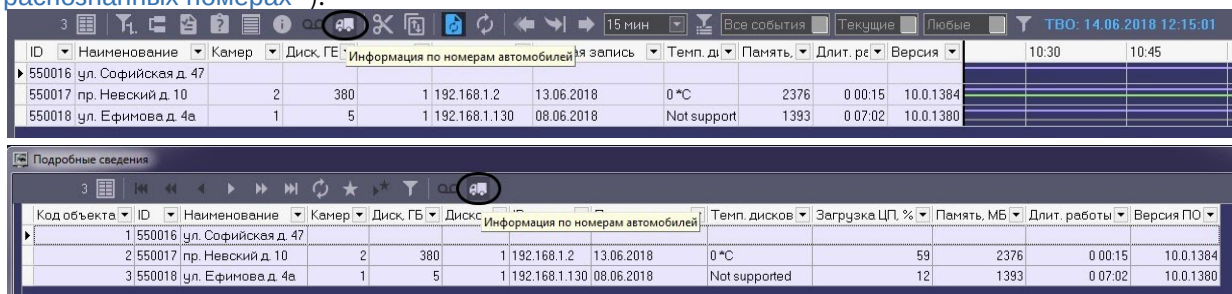 распознанных номерах" ).
3 15 мин Все события Текущие Любые ТВО: 14.06.2018 12:15:01
ID Наименование Камер Диск, ГБ запись Темп. ди Память, Длит. ра Версия 10:30 10:45
Информация по номерам автомобилей
550016 ул. Софийская д. 47
550017 пр. Невский д. 10 2 380 1 192.168.1.2 13.06.2018 0 *C 2376 0 00:15 10.0.1384
550018 ул. Ефимова д. 4а 1 5 1 192.168.1.130 08.06.2018 Not support 1393 0 07:02 10.0.1380
Подробные сведения
3
Код объекта ID Наименование Камер Диск, ГБ Темп. дисков Загрузка ЦП, % Память, МБ Длит. работы Версия ПО
Информация по номерам автомобилей
1 550016 ул. Софийская д. 47
2 550017 пр. Невский д. 10 2 380 1 192.168.1.2 13.06.2018 0 *C 59 2376 0 00:15 10.0.1384
3 550018 ул. Ефимова д. 4а 1 5 1 192.168.1.130 08.06.2018 Not supported 12 1393 0 07:02 10.0.1380